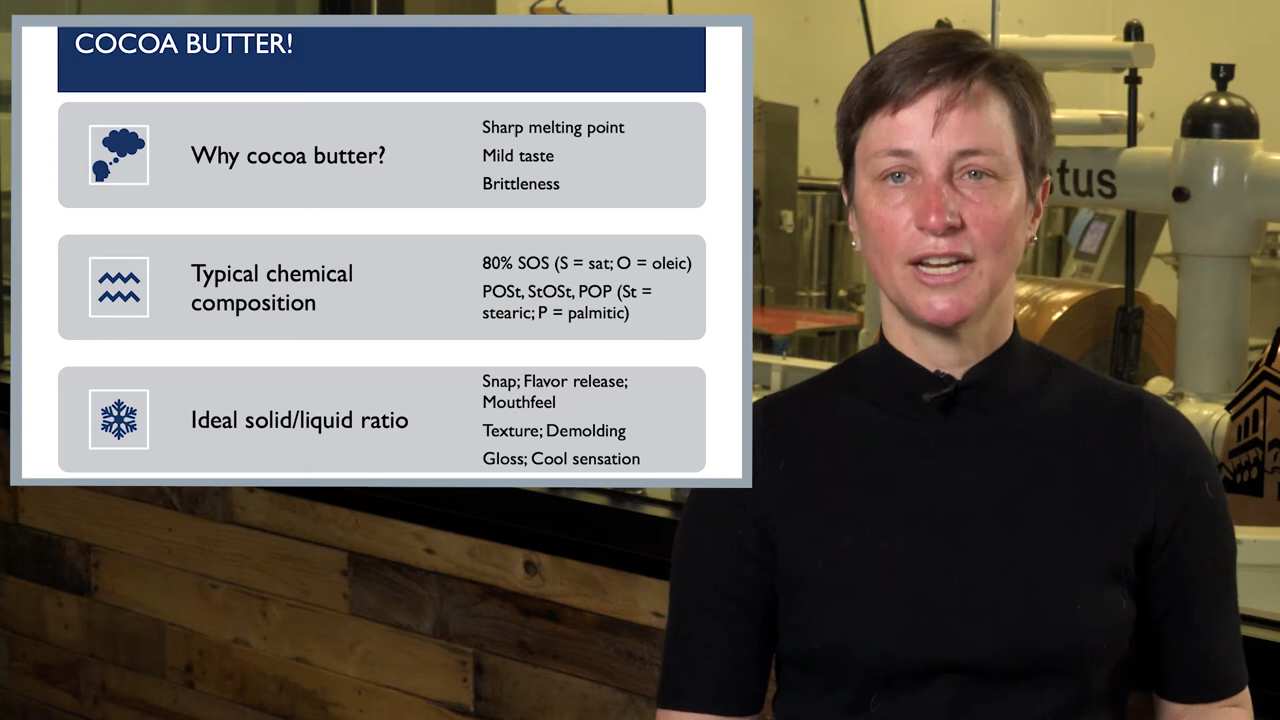 COCOA BUTTER!
Why cocoa butter?
Sharp melting point
Mild taste
Brittleness
Typical chemical
composition
80% SOS (S = sat; O = oleic)
POSt, StOSt, POP (St =
stearic; P = palmitic)
Ideal solid/liquid ratio
Snap; Flavor release;
Mouthfeel
Texture; Demolding
Gloss; Cool sensation